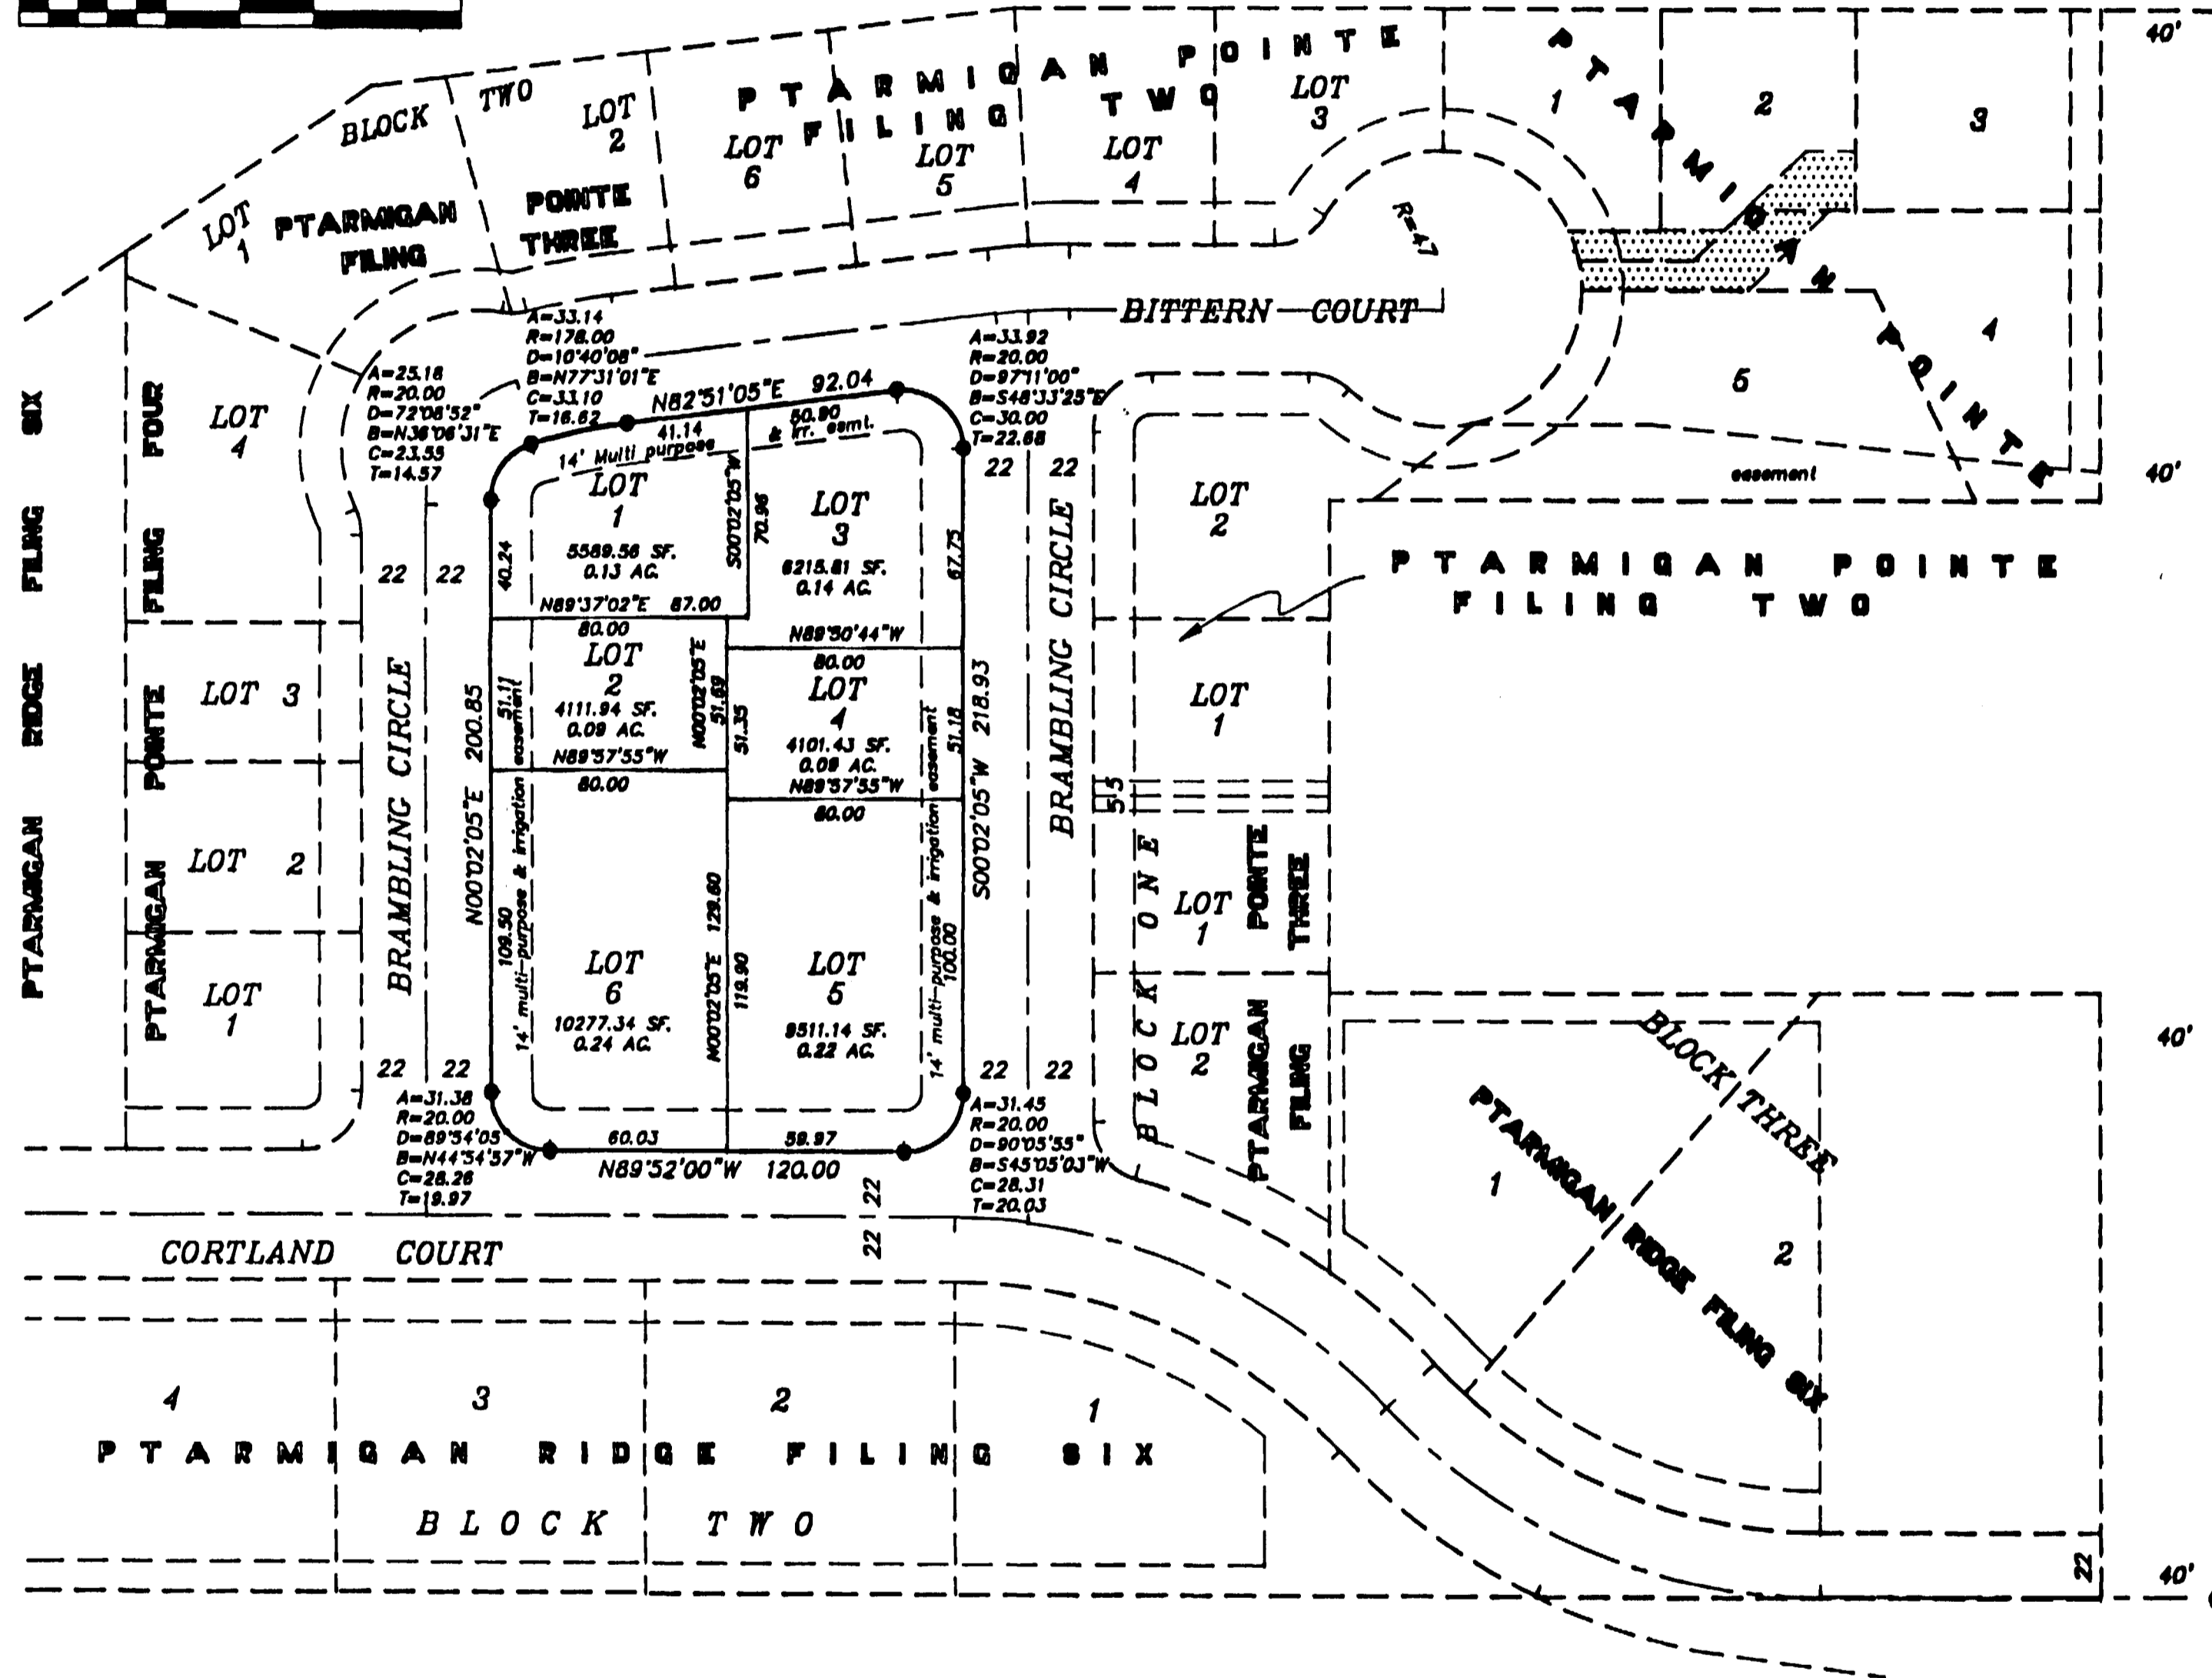 40'
PTARMIGAN POINTE
FILING TWO
BLOCK TWO
LOT 1
LOT 2
LOT 6
LOT 5
LOT 4
LOT 3
PTARMIGAN POINTE
FILING THREE
R=47
PTARMIGAN POINTE
1
2
3
4
5
easement
40'
BITTERN COURT
A=33.14
R=178.00
D=10°40'08"
B=N77°31'01"E
C=33.10
T=16.62
A=25.18
R=20.00
D=72°08'52"
B=N36°06'31"E
C=23.55
T=14.57
A=33.92
R=20.00
D=97°11'00"
B=S48°33'25"E
C=30.00
T=22.68
N82°51'05"E 92.04
41.14
50.90
14' Multi purpose & irr. esmt.
LOT
1
5589.56 SF.
0.13 AC.
40.24
S00°02'05"W
70.96
LOT
3
6215.81 SF.
0.14 AC.
67.75
N89°37'02"E 87.00
80.00
LOT
2
4111.94 SF.
0.09 AC.
51.11
N00°02'05"E
51.69
51.35
N89°50'44"W
80.00
LOT
4
4101.43 SF.
0.09 AC.
51.18
N89°57'55"W
80.00
N89°57'55"W
80.00
LOT
6
10277.34 SF.
0.24 AC.
109.50
14' multi-purpose & irrigation easement
N00°02'05"E 129.60
119.90
LOT
5
9511.14 SF.
0.22 AC.
100.00
14' multi-purpose & irrigation easement
N00°02'05"E 200.85
S00°02'05"W 218.93
60.03
59.97
N89°52'00"W 120.00
A=31.38
R=20.00
D=89°54'05"
B=N44°54'57"W
C=28.26
T=19.97
A=31.45
R=20.00
D=90°05'55"
B=S45°05'03"W
C=28.31
T=20.03
22 22
22 22
22 22
22 22
22 22
BRAMBLING CIRCLE
BRAMBLING CIRCLE
PTARMIGAN RIDGE FILING SIX
PTARMIGAN POINTE FILING FOUR
LOT
4
LOT 3
LOT 2
LOT
1
LOT
2
LOT
1
PTARMIGAN POINTE
FILING TWO
5 5
BLOCK ONE
LOT
1
LOT
2
PTARMIGAN POINTE
FILING THREE
40'
BLOCK THREE
1
2
PTARMIGAN RIDGE FILING SIX
22
40'
CORTLAND COURT
4
3
2
1
PTARMIGAN RIDGE FILING SIX
BLOCK TWO